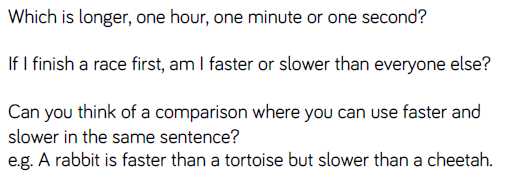 Which is longer, one hour, one minute or one second?
If I finish a race first, am I faster or slower than everyone else?
Can you think of a comparison where you can use faster and
slower in the same sentence?
e.g. A rabbit is faster than a tortoise but slower than a cheetah.